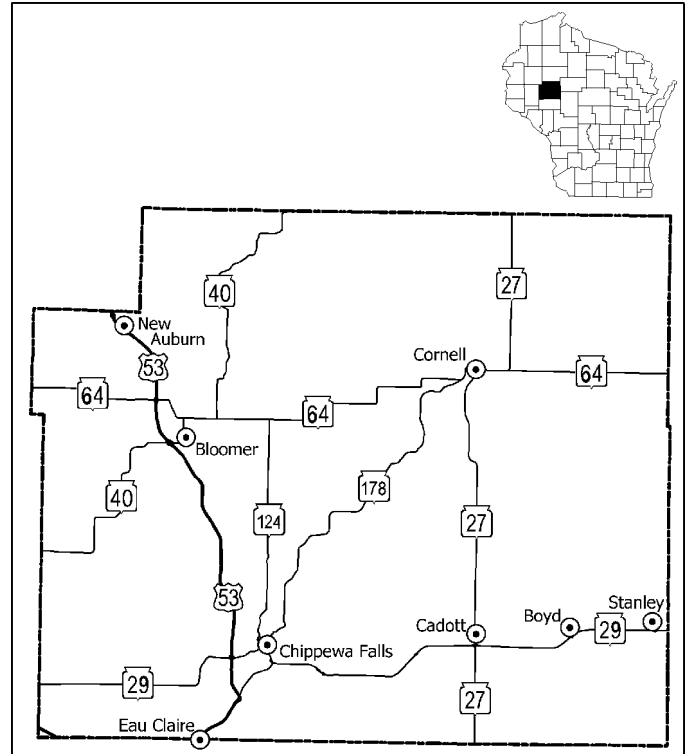 40
27
New
Auburn
53
Cornell
64
64
64
Bloomer
178
40
124
27
53
Stanley
Boyd
Cadott
29
Chippewa Falls
29
27
Eau Claire